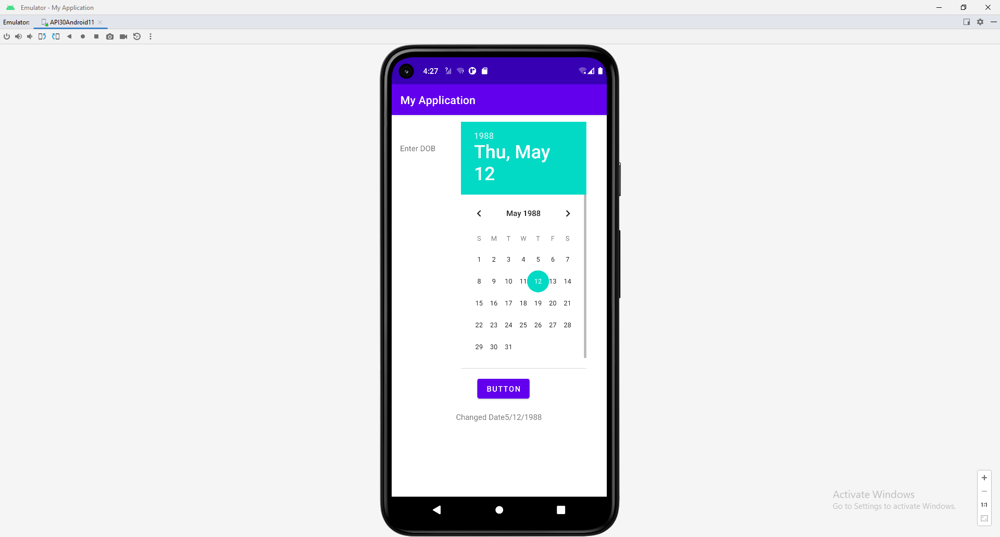 Emulator - My Application
Emulator:
API30Android11
4:27
My Application
Enter DOB
1988
Thu, May
12
May 1988
S M T W T F S
1 2 3 4 5 6 7
8 9 10 11 12 13 14
15 16 17 18 19 20 21
22 23 24 25 26 27 28
29 30 31
BUTTON
Changed Date5/12/1988
Activate Windows
Go to Settings to activate Windows.
1:1